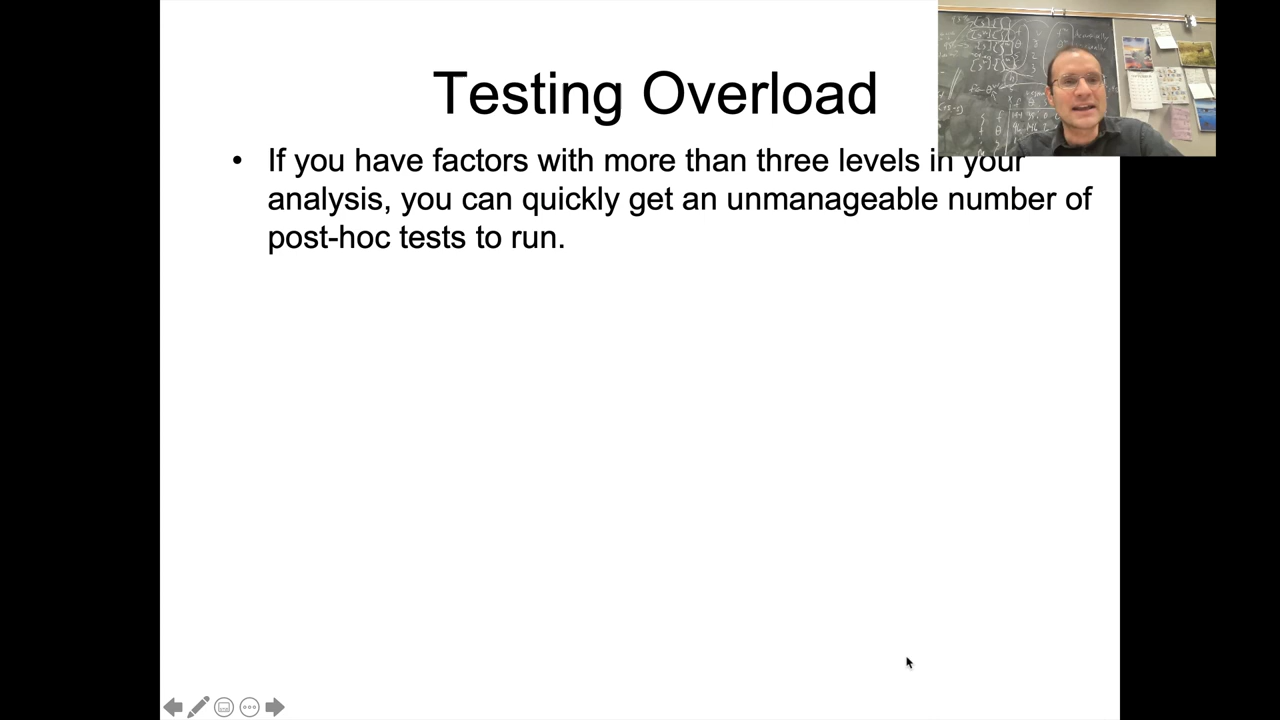 Testing Overload
• If you have factors with more than three levels in your
analysis, you can quickly get an unmanageable number of
post-hoc tests to run.